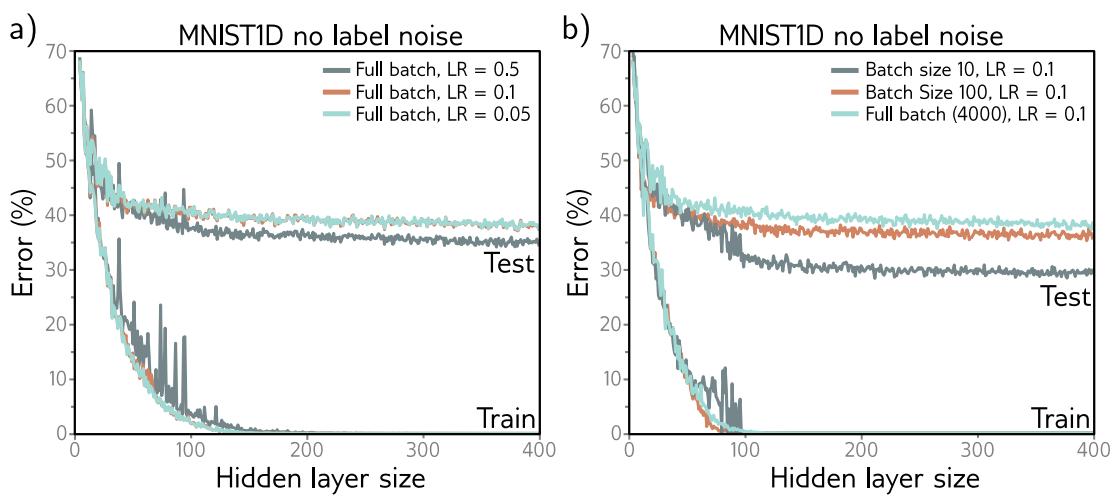 a)
MNIST1D no label noise
Full batch, LR = 0.5
Full batch, LR = 0.1
Full batch, LR = 0.05
70
60
50
40
30
20
10
0
Error (%)
Test
Train
0
100
200
300
400
Hidden layer size
b)
MNIST1D no label noise
Batch size 10, LR = 0.1
Batch Size 100, LR = 0.1
Full batch (4000), LR = 0.1
70
60
50
40
30
20
10
0
Error (%)
Test
Train
0
100
200
300
400
Hidden layer size